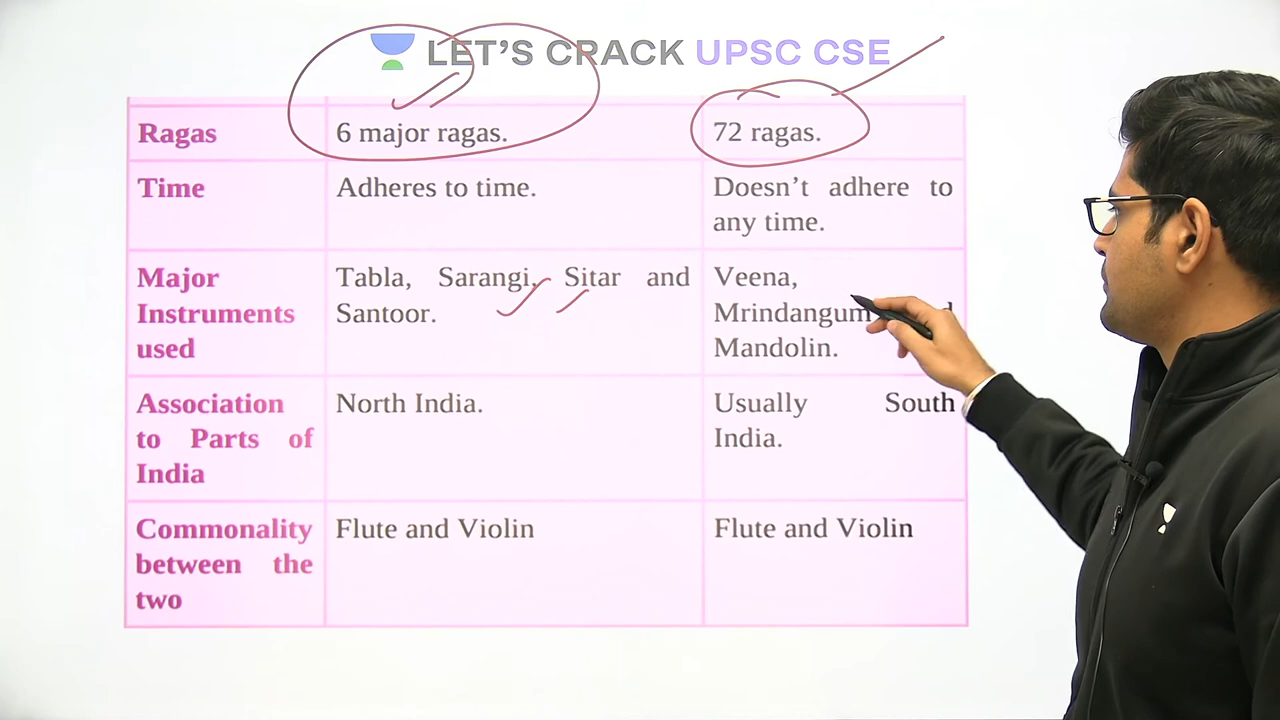 LET'S CRACK UPSC CSE
Ragas
6 major ragas.
72 ragas.
Time
Adheres to time.
Doesn't adhere to
any time.
Major
Instruments
used
Tabla, Sarangi, Sitar and
Santoor.
Veena,
Mrindangum
Mandolin.
Association
to Parts of
India
North India.
Usually South
India.
Commonality
between the
two
Flute and Violin
Flute and Violin